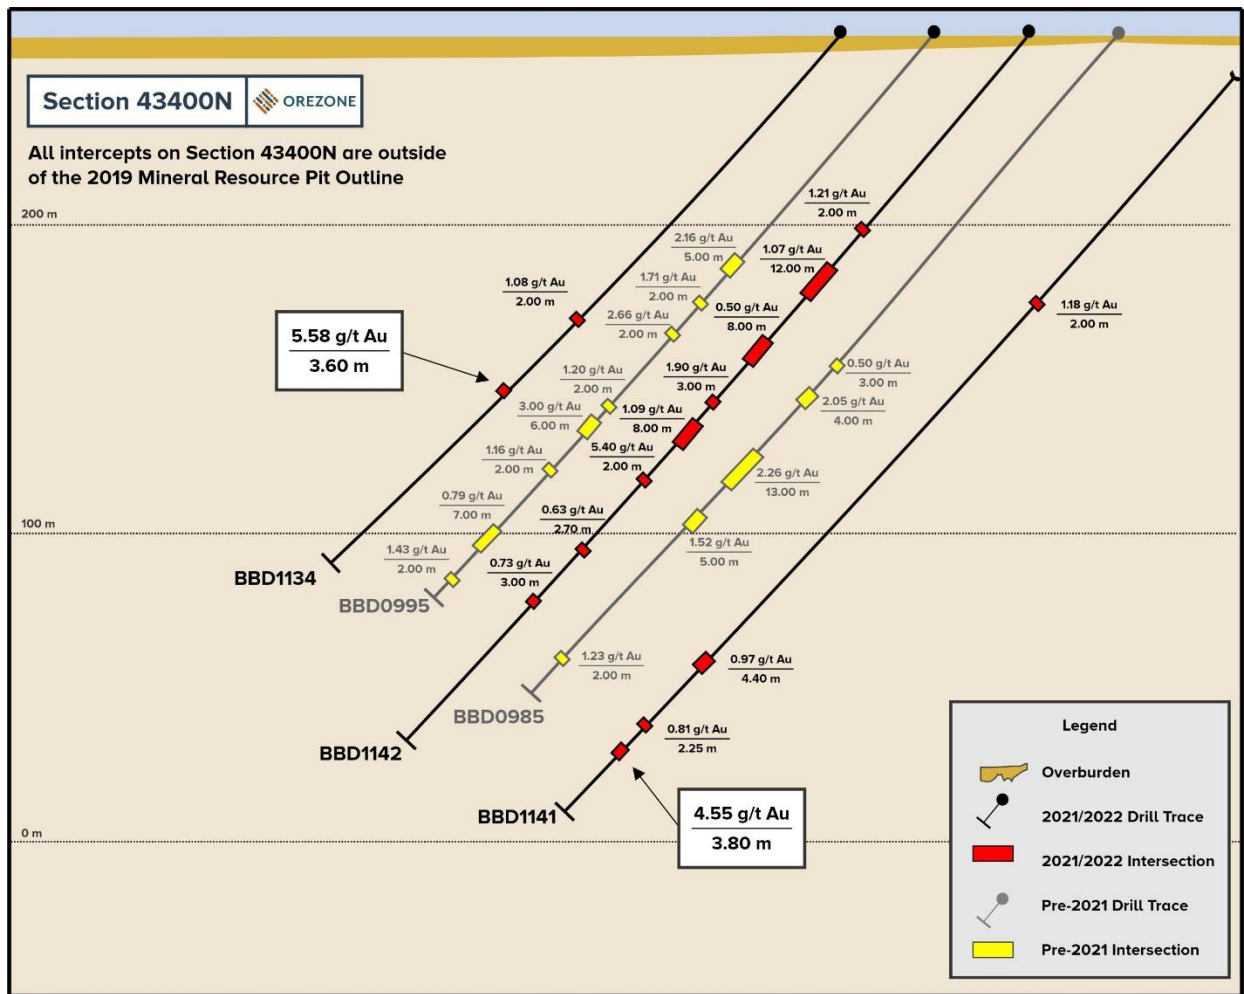 Section 43400N
OREZONE
All intercepts on Section 43400N are outside
of the 2019 Mineral Resource Pit Outline
200 m
1.21 g/t Au
2.00 m
2.16 g/t Au
5.00 m
1.07 g/t Au
12.00 m
1.71 g/t Au
2.00 m
1.08 g/t Au
2.00 m
1.18 g/t Au
2.00 m
0.50 g/t Au
8.00 m
2.66 g/t Au
2.00 m
5.58 g/t Au
3.60 m
1.20 g/t Au
2.00 m
1.90 g/t Au
3.00 m
0.50 g/t Au
3.00 m
3.00 g/t Au
6.00 m
1.09 g/t Au
8.00 m
2.05 g/t Au
4.00 m
1.16 g/t Au
2.00 m
5.40 g/t Au
2.00 m
2.26 g/t Au
13.00 m
0.79 g/t Au
7.00 m
0.63 g/t Au
2.70 m
100 m
1.43 g/t Au
2.00 m
1.52 g/t Au
5.00 m
0.73 g/t Au
3.00 m
BBD1134
BBD0995
1.23 g/t Au
2.00 m
0.97 g/t Au
4.40 m
BBD0985
0.81 g/t Au
2.25 m
BBD1142
BBD1141
4.55 g/t Au
3.80 m
0 m
Legend
Overburden
2021/2022 Drill Trace
2021/2022 Intersection
Pre-2021 Drill Trace
Pre-2021 Intersection